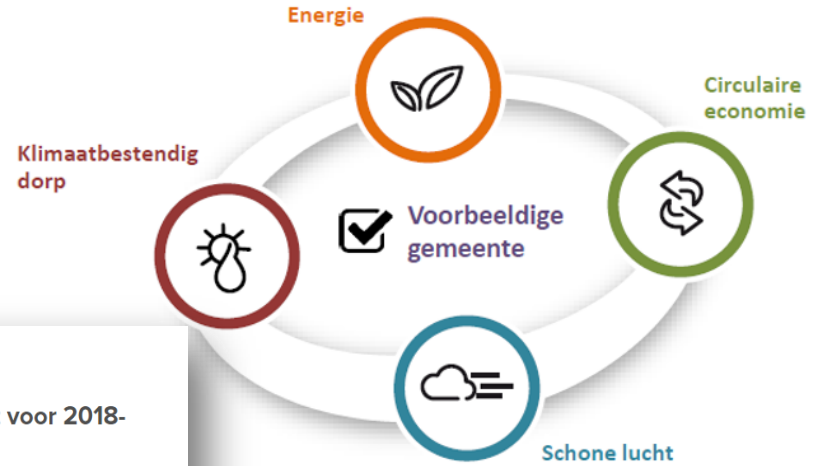 Energie
Circulaire
economie
Klimaatbestendig
dorp
Voorbeeldige
gemeente
voor 2018-
Schone lucht